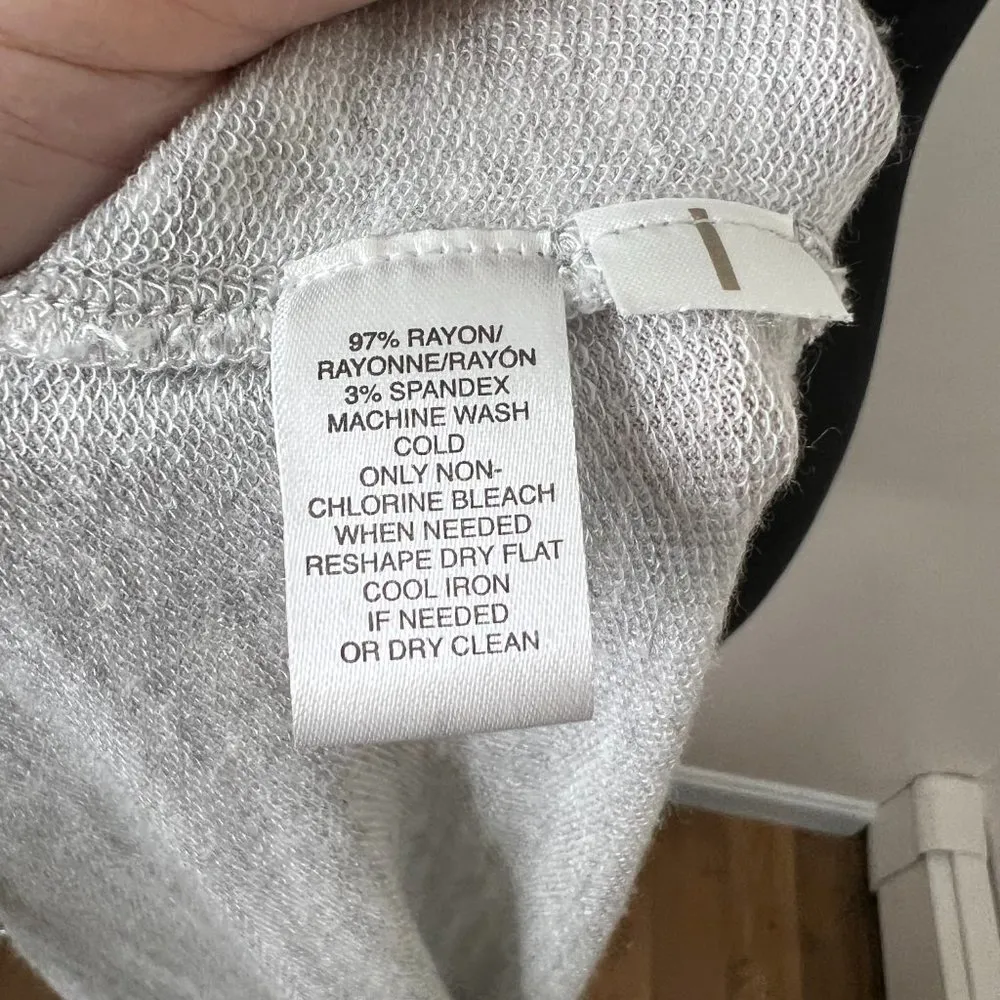 97% RAYON/
RAYONNE/RAYÓN
3% SPANDEX
MACHINE WASH
COLD
ONLY NON-
CHLORINE BLEACH
WHEN NEEDED
RESHAPE DRY FLAT
COOL IRON
IF NEEDED
OR DRY CLEAN